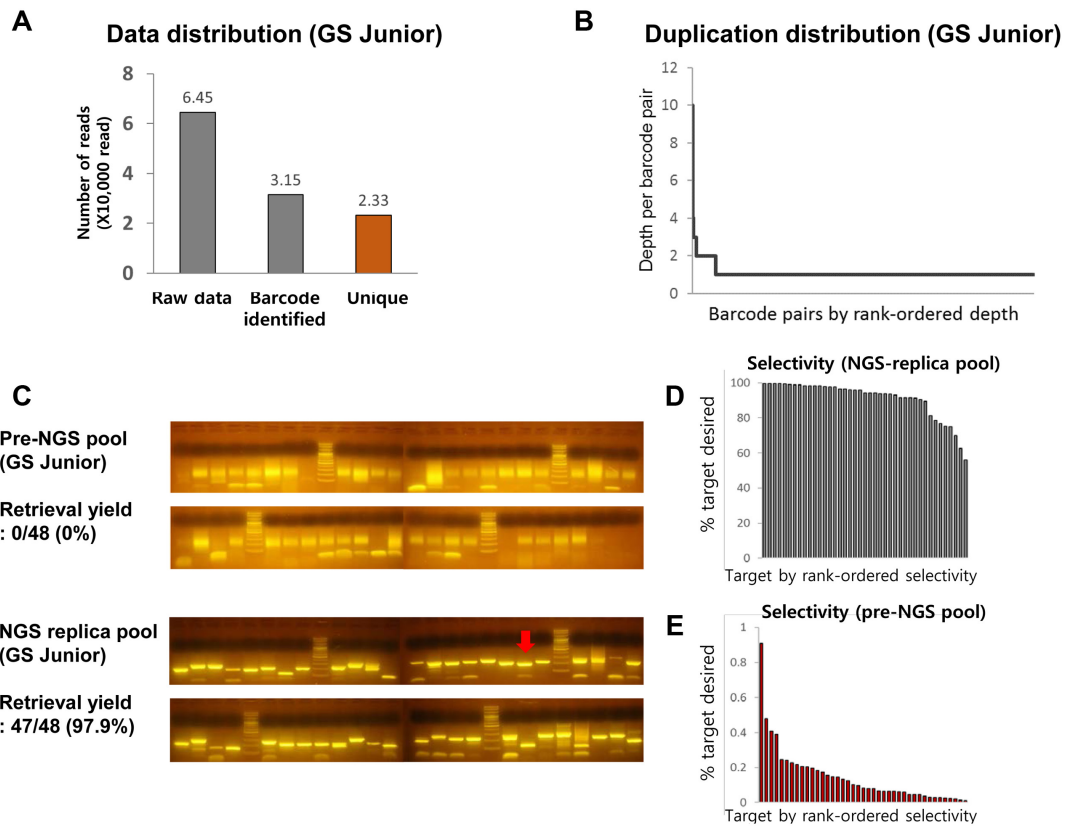 A
Data distribution (GS Junior)
Number of reads
(X10,000 read)
8
6
4
2
0
6.45
3.15
2.33
Raw data
Barcode
identified
Unique
B
Duplication distribution (GS Junior)
Depth per barcode pair
12
10
8
6
4
2
0
Barcode pairs by rank-ordered depth
C
Pre-NGS pool
(GS Junior)
Retrieval yield
: 0/48 (0%)
NGS replica pool
(GS Junior)
Retrieval yield
: 47/48 (97.9%)
D
Selectivity (NGS-replica pool)
% target desired
100
80
60
40
20
0
Target by rank-ordered selectivity
E
Selectivity (pre-NGS pool)
% target desired
1
0.8
0.6
0.4
0.2
0
Target by rank-ordered selectivity